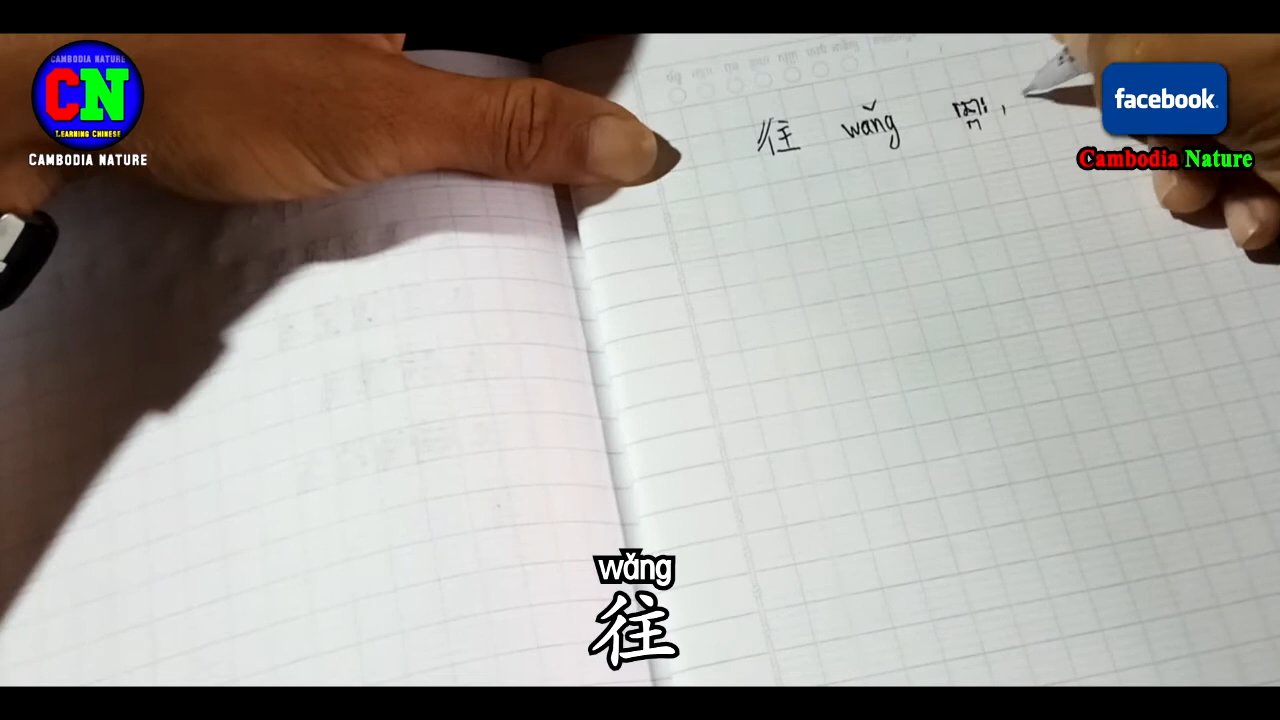 CAMBODIA NATURE
CN
LEARNING CHINESE
CAMBODIA NATURE
facebook
Cambodia Nature
往 wǎng
wǎng
往